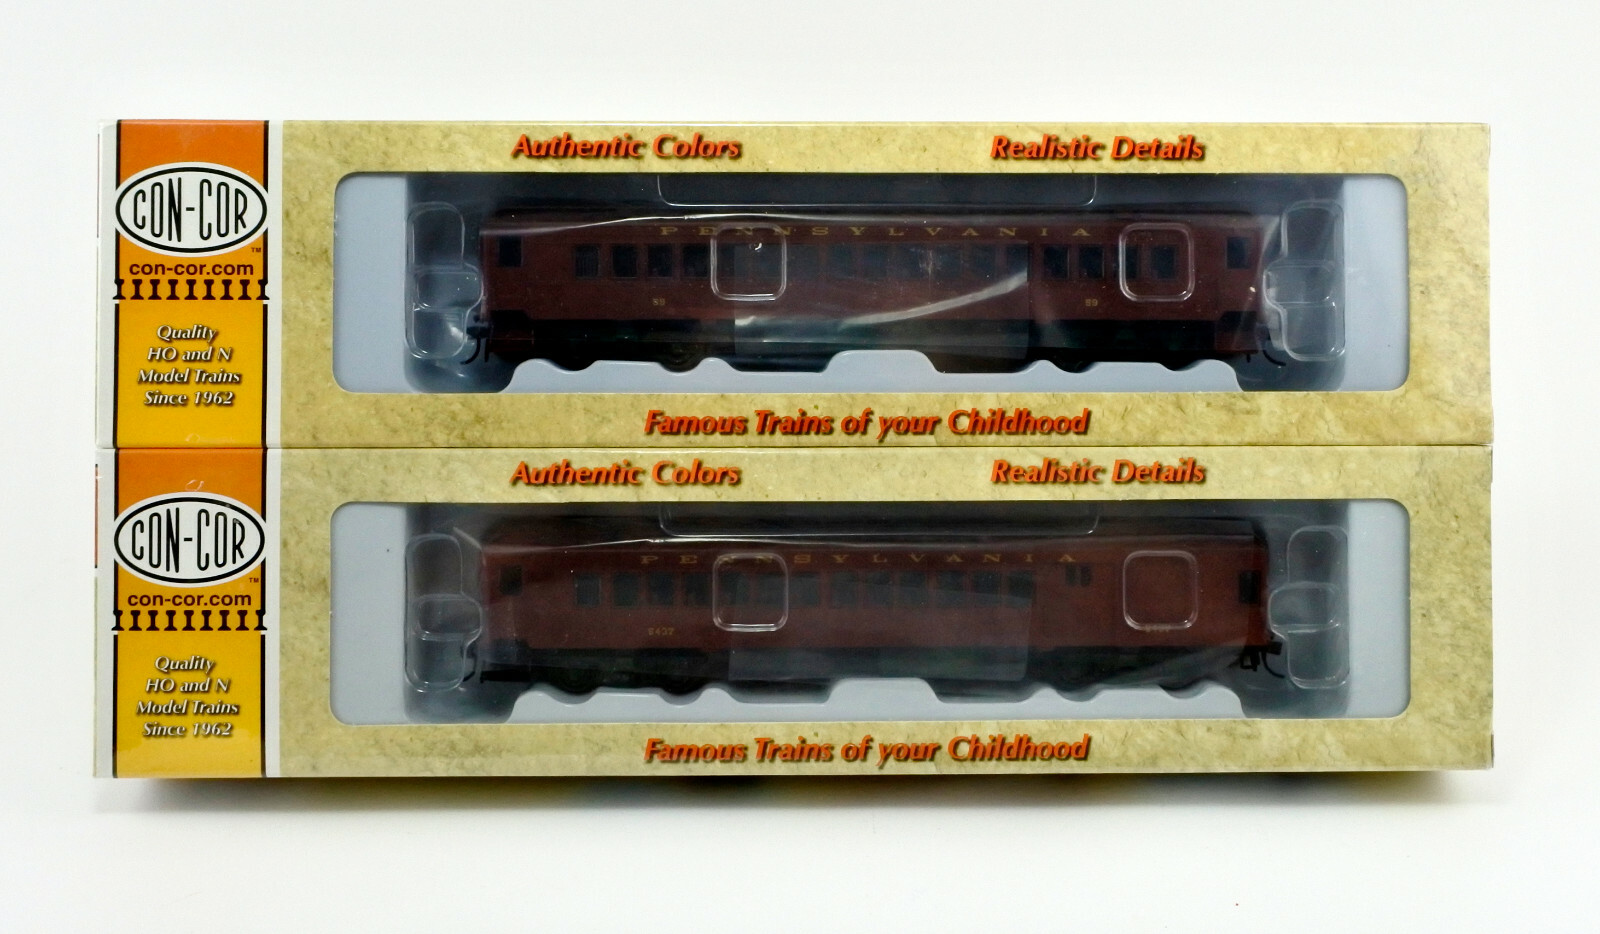 Authentic Colors Realistic Details
CON-COR
TM
con-cor.com
Quality
HO and N
Model Trains
Since 1962
PENNSYLVANIA
Famous Trains of your Childhood
Authentic Colors Realistic Details
CON-COR
TM
con-cor.com
Quality
HO and N
Model Trains
Since 1962
PENNSYLVANIA
Famous Trains of your Childhood